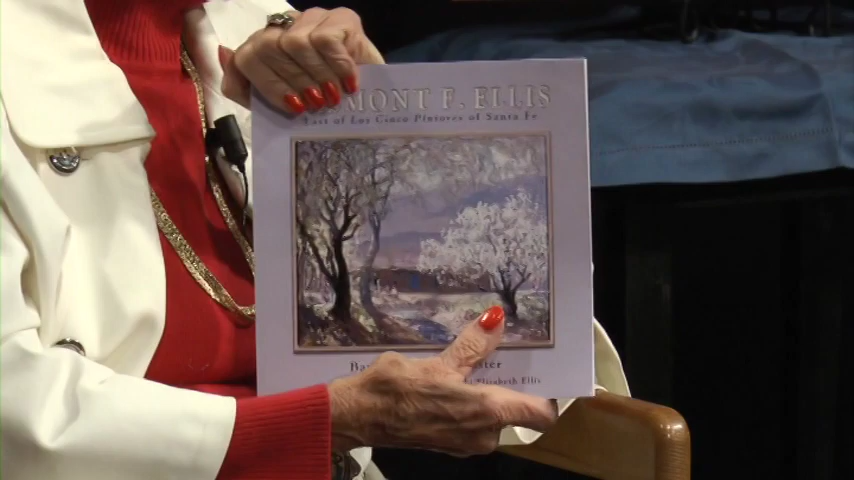 MONT F. ELLIS
Last of Los Cinco Pintores of Santa Fe
Elizabeth Ellis